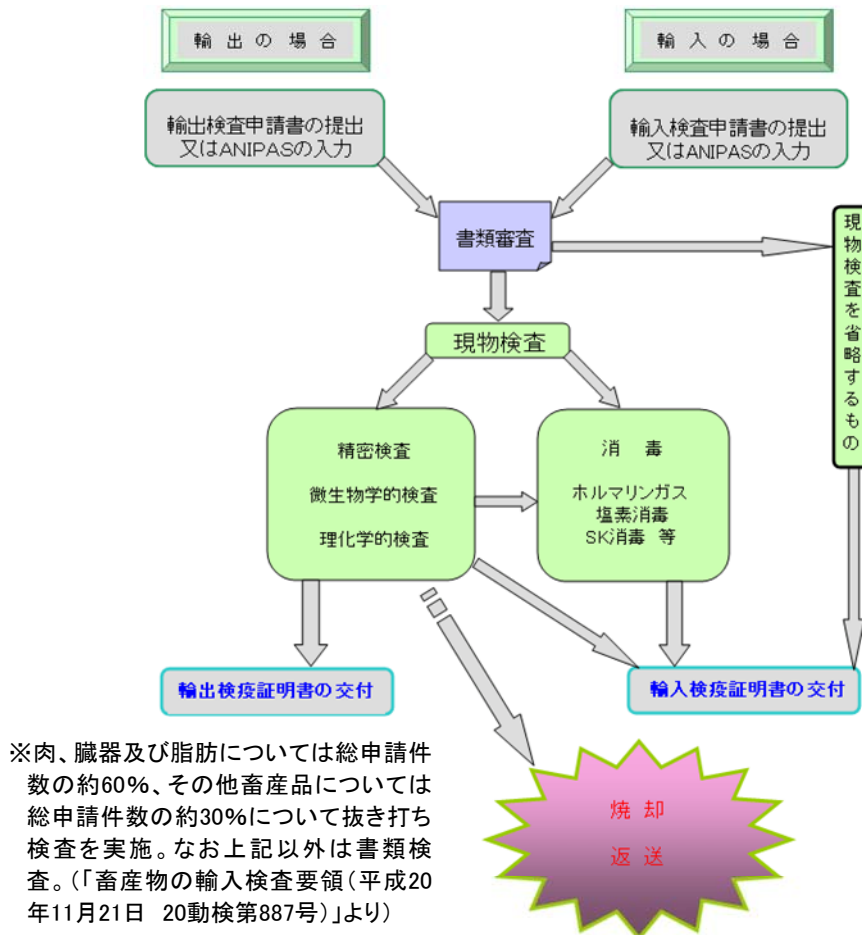 輸出の場合
輸入の場合
輸出検査申請書の提出
又はANIPASの入力
輸入検査申請書の提出
又はANIPASの入力
書類審査
現物検査を省略するもの
現物検査
精密検査
微生物学的検査
理化学的検査
消毒
ホルマリンガス
塩素消毒
SK消毒 等
輸出検疫証明書の交付
輸入検疫証明書の交付
焼却
返送
※肉、臓器及び脂肪については総申請件
数の約60%、その他畜産品については
総申請件数の約30%について抜き打ち
検査を実施。なお上記以外は書類検
査。(「畜産物の輸入検査要領(平成20
年11月21日 20動検第887号)」より)